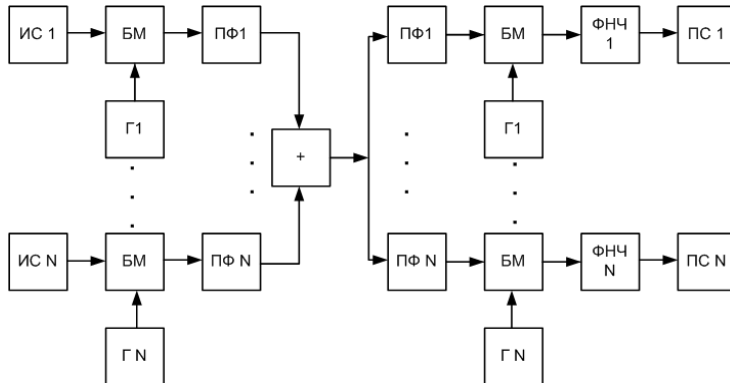 ИС 1
БМ
ПФ1
ПФ1
БМ
ФНЧ
1
ПС 1
Г1
Г1
+
ИС N
БМ
ПФ N
ПФ N
БМ
ФНЧ
N
ПС N
Г N
Г N